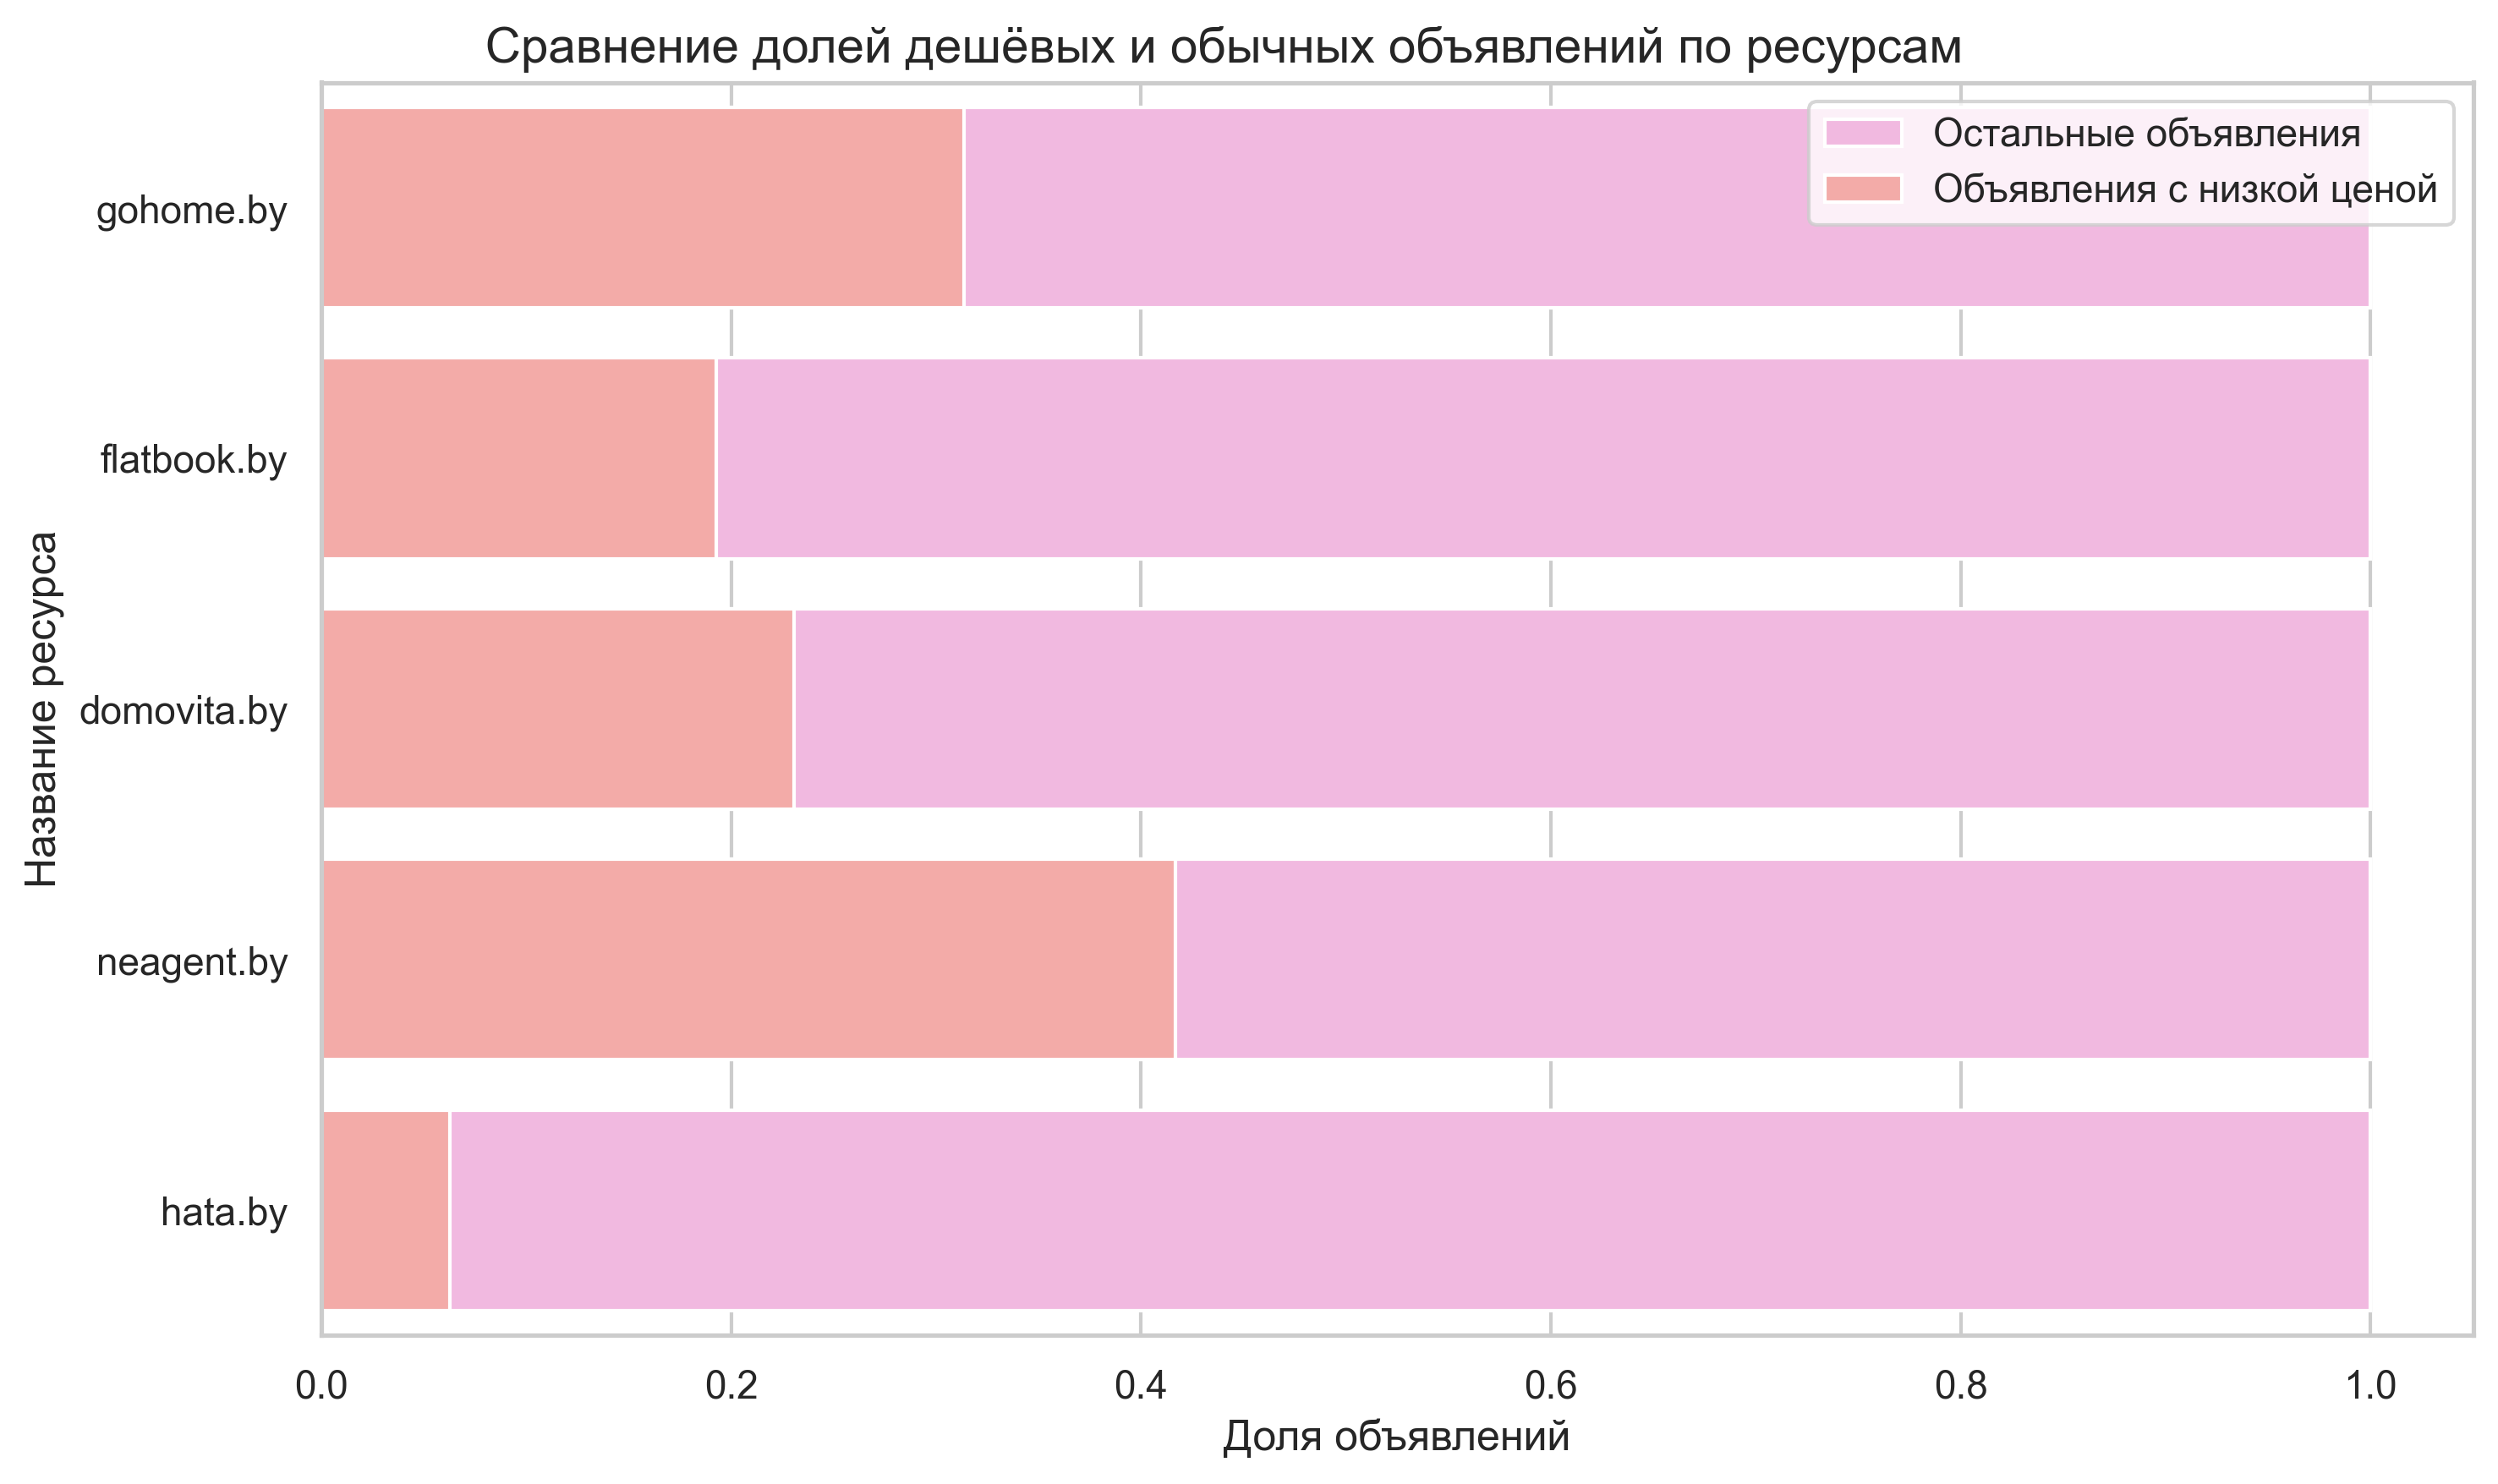 Сравнение долей дешёвых и обычных объявлений по ресурсам
Остальные объявления
Объявления с низкой ценой
Название ресурса
gohome.by
flatbook.by
domovita.by
neagent.by
hata.by
0.0 0.2 0.4 0.6 0.8 1.0
Доля объявлений